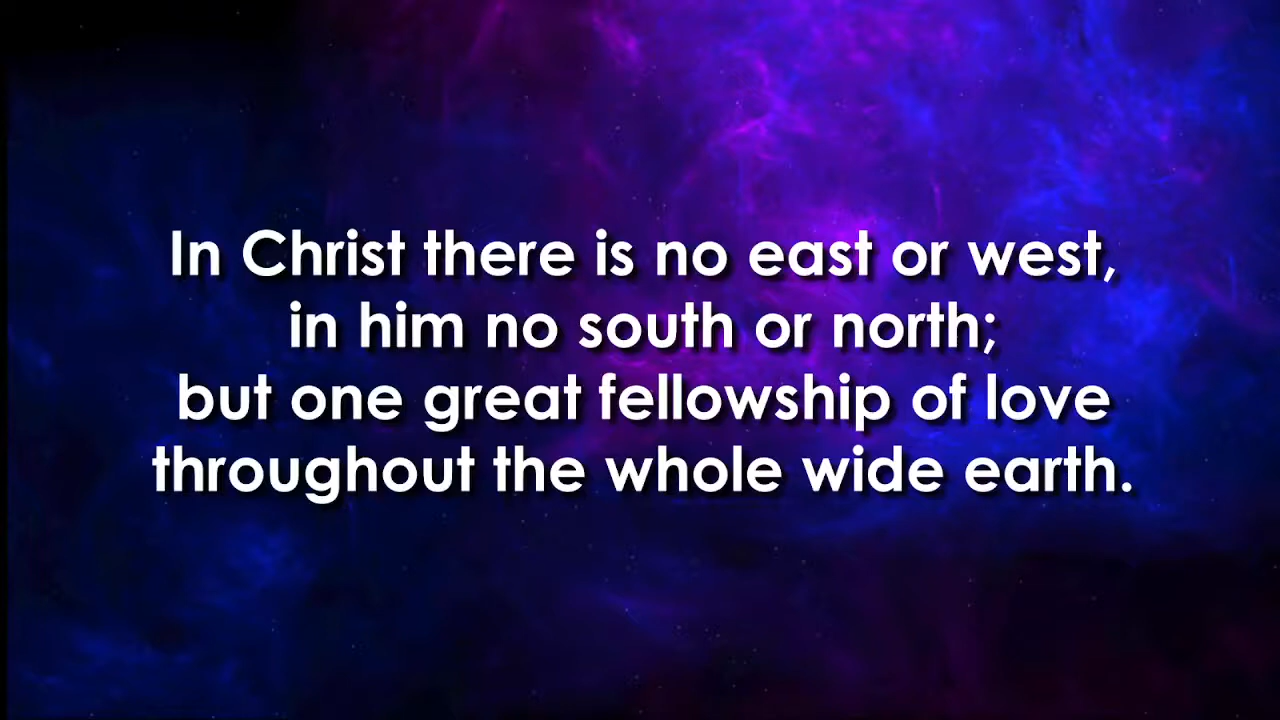 In Christ there is no east or west,
in him no south or north;
but one great fellowship of love
throughout the whole wide earth.